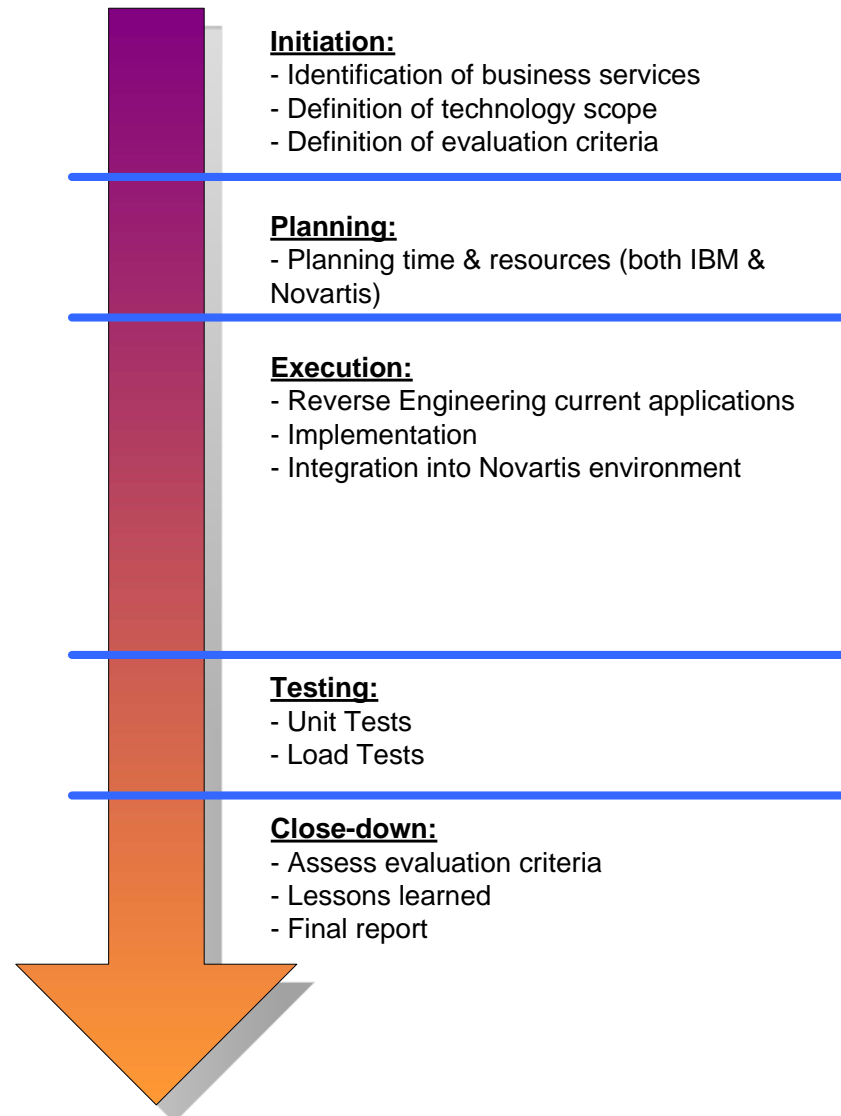 Initiation:
- Identification of business services
- Definition of technology scope
- Definition of evaluation criteria
Planning:
- Planning time & resources (both IBM &
Novartis)
Execution:
- Reverse Engineering current applications
- Implementation
- Integration into Novartis environment
Testing:
- Unit Tests
- Load Tests
Close-down:
- Assess evaluation criteria
- Lessons learned
- Final report